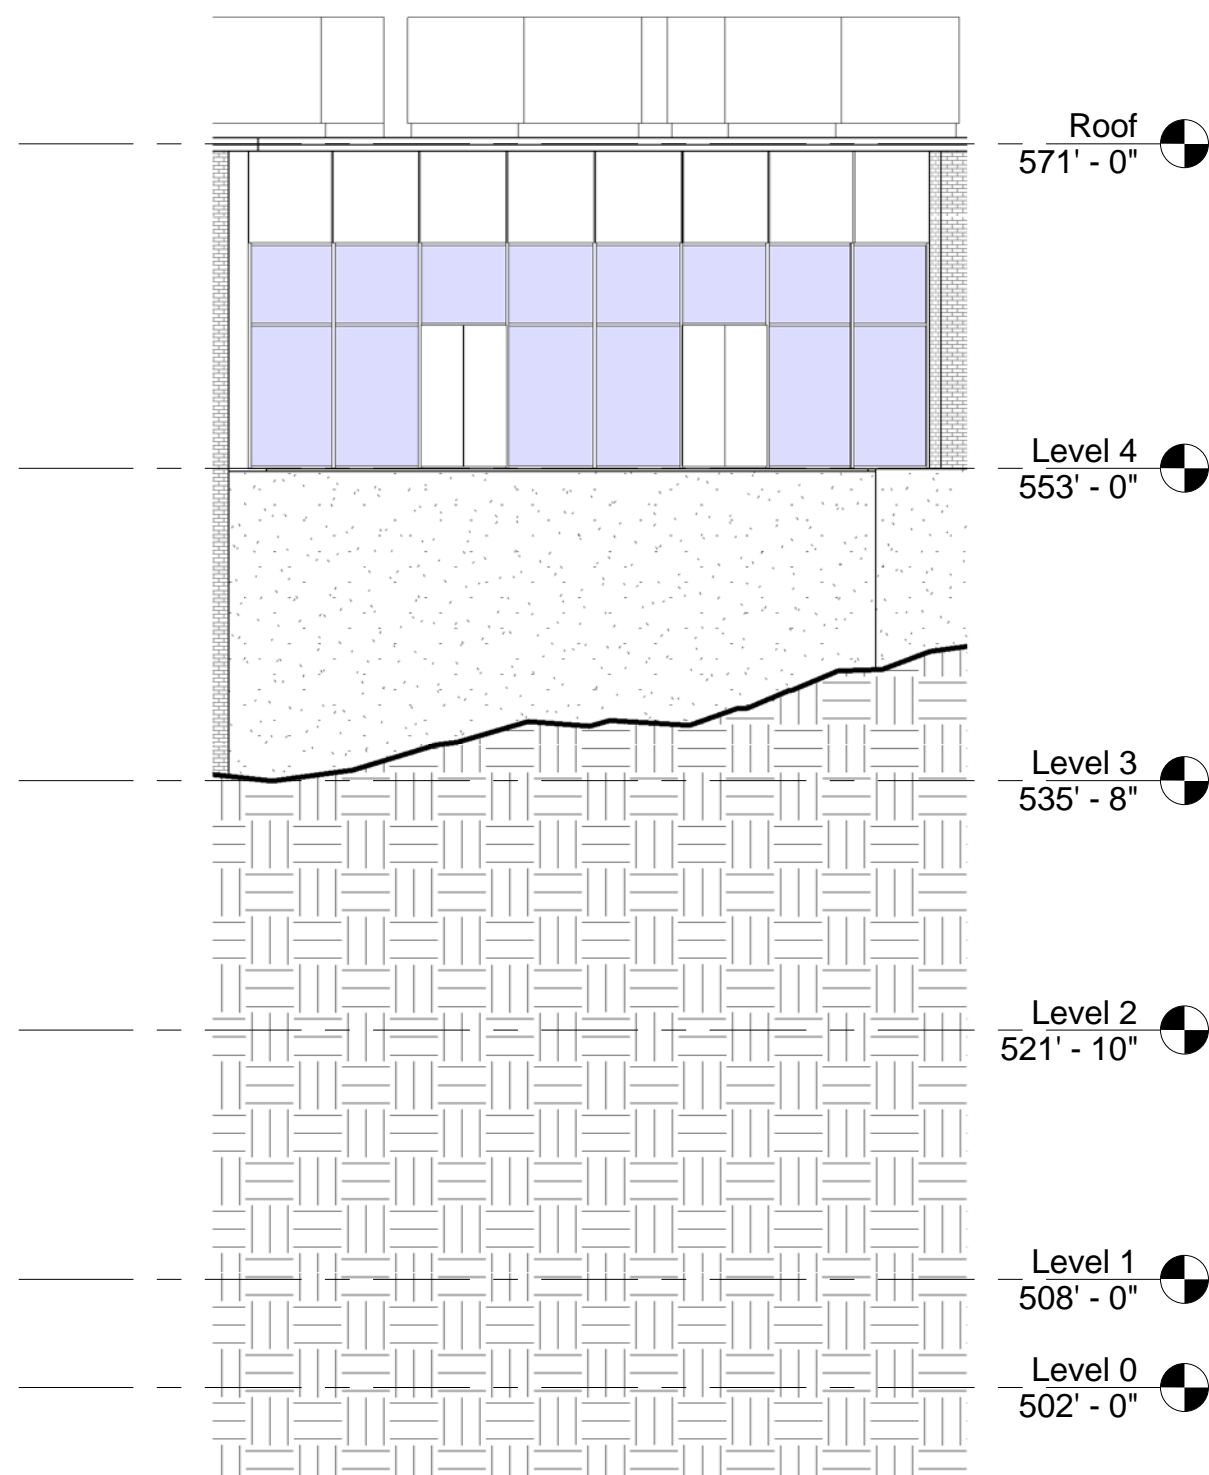 Roof
571' - 0"
Level 4
553' - 0"
Level 3
535' - 8"
Level 2
521' - 10"
Level 1
508' - 0"
Level 0
502' - 0"